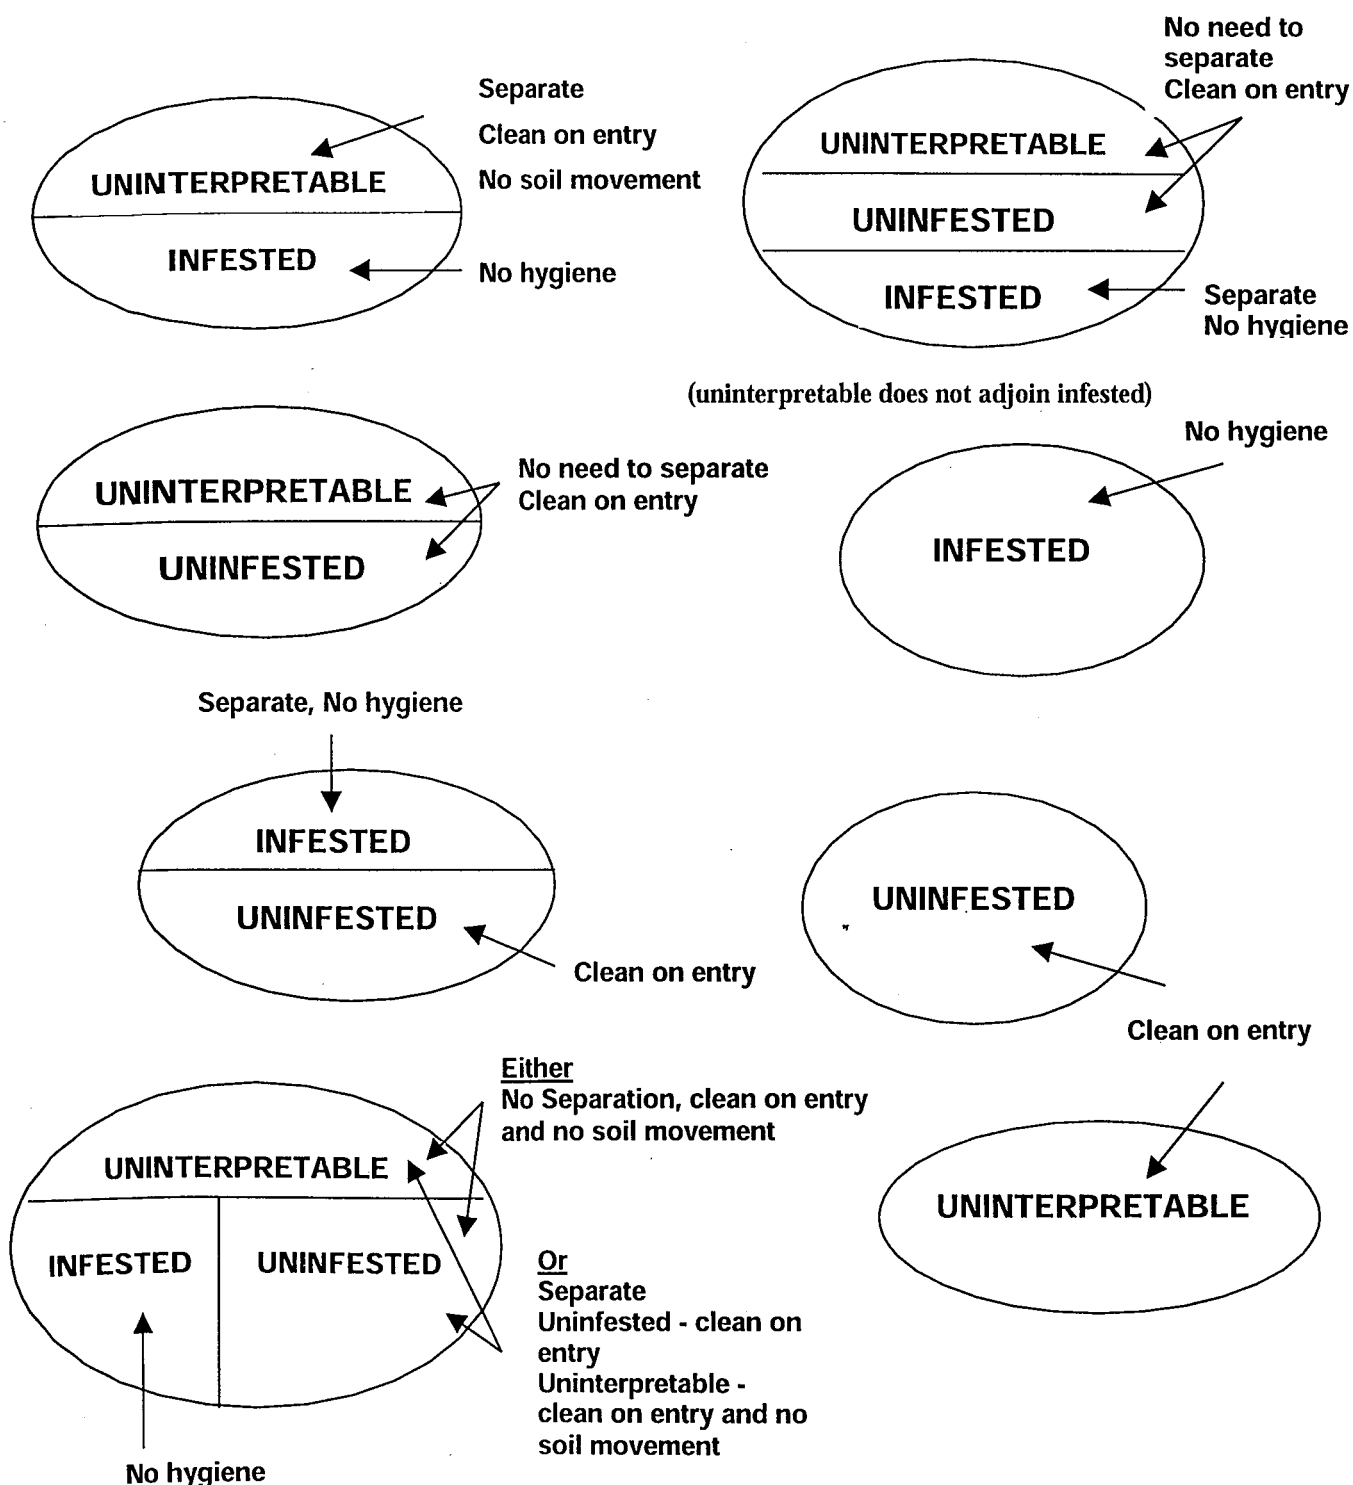 Separate
Clean on entry
No soil movement
UNINTERPRETABLE
INFESTED
No hygiene
No need to
separate
Clean on entry
UNINTERPRETABLE
UNINFESTED
INFESTED
Separate
No hygiene
(uninterpretable does not adjoin infested)
UNINTERPRETABLE
UNINFESTED
No need to separate
Clean on entry
No hygiene
INFESTED
Separate, No hygiene
INFESTED
UNINFESTED
Clean on entry
UNINFESTED
Clean on entry
UNINTERPRETABLE
Either
No Separation, clean on entry
and no soil movement
UNINTERPRETABLE
INFESTED
UNINFESTED
Or
Separate
Uninfested - clean on
entry
Uninterpretable -
clean on entry and no
soil movement
No hygiene